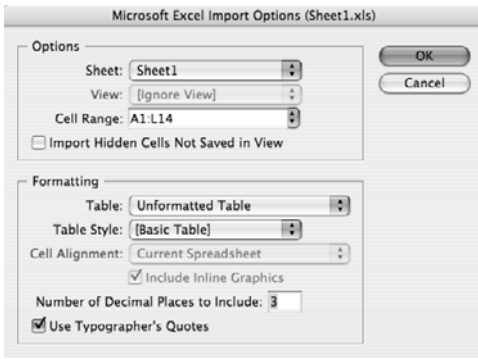 Microsoft Excel Import Options (Sheet1.xls)
Options
Sheet: Sheet1
View: [Ignore View]
Cell Range: A1:L14
Import Hidden Cells Not Saved in View
OK
Cancel
Formatting
Table: Unformatted Table
Table Style: [Basic Table]
Cell Alignment: Current Spreadsheet
Include Inline Graphics
Number of Decimal Places to Include: 3
Use Typographer's Quotes